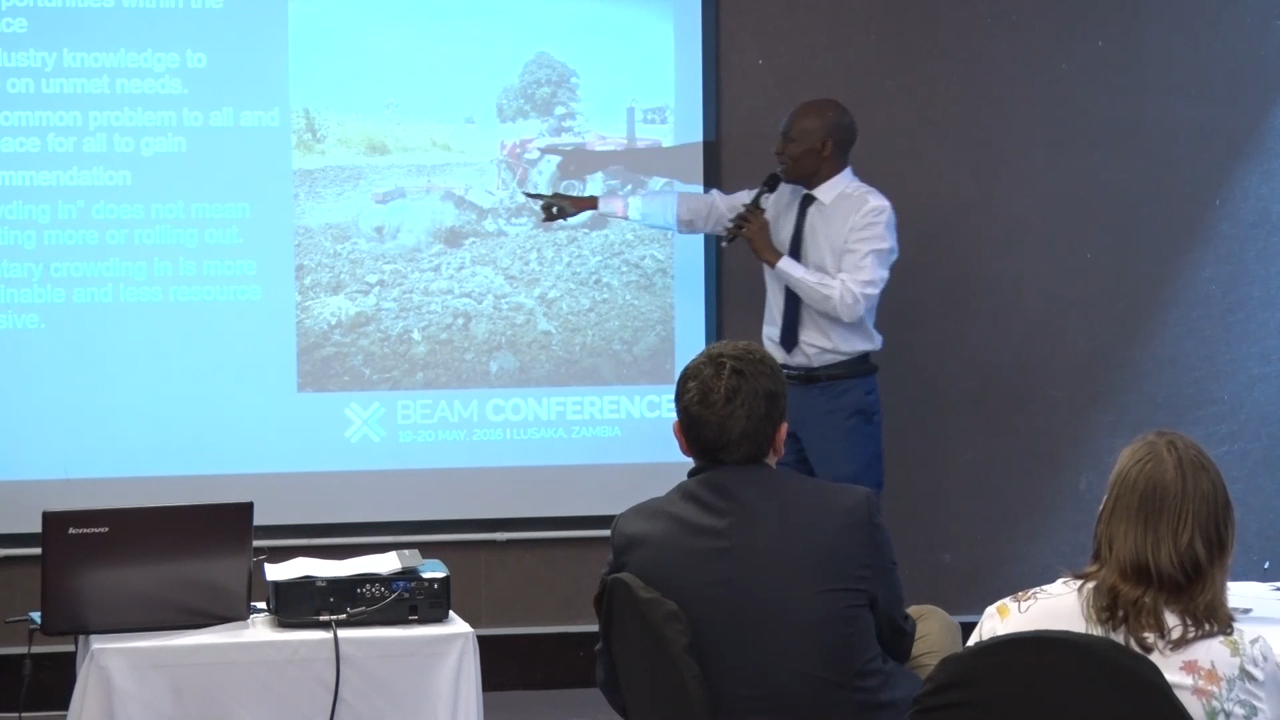 within the
ce
ustry knowledge to
on unmet needs.
ommon problem to all and
ace for all to gain
mmendation
ding in" does not mean
ting more or rolling out.
tary crowding in is more
inable and less resource
sive.
BEAM CONFERENCE
19-20 MAY, 2016 | LUSAKA, ZAMBIA
lenovo